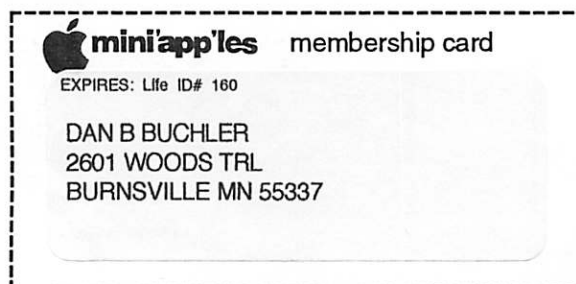 mini'app'les membership card
EXPIRES: Life ID# 160
DAN B BUCHLER
2601 WOODS TRL
BURNSVILLE MN 55337